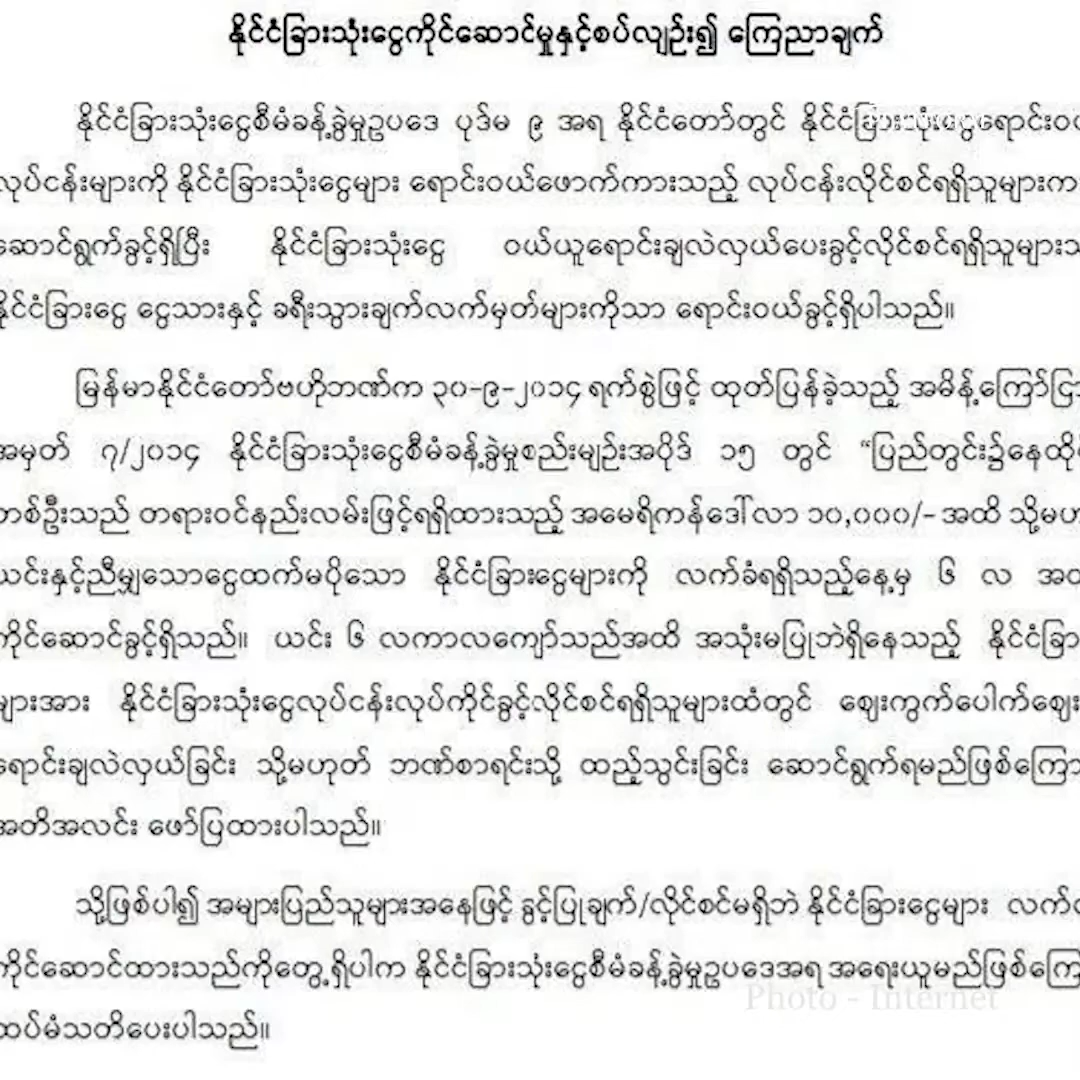 နိုင်ငံခြားသုံးငွေကိုင်ဆောင်မှုနှင့်စပ်လျဉ်း၍ ကြေညာချက်
နိုင်ငံခြားသုံးငွေစီမံခန့်ခွဲမှုဥပဒေ ပုဒ်မ ၉ အရ နိုင်ငံတော်တွင် နိုင်ငံခြားသုံးငွေရောင်းဝယ်
လုပ်ငန်းများကို နိုင်ငံခြားသုံးငွေများ ရောင်းဝယ်ဖောက်ကားသည့် လုပ်ငန်းလိုင်စင်ရရှိသူများက
ဆောင်ရွက်ခွင့်ရှိပြီး နိုင်ငံခြားသုံးငွေ ဝယ်ယူရောင်းချလဲလှယ်ပေးခွင့်လိုင်စင်ရရှိသူများ
နိုင်ငံခြားငွေ ငွေသားနှင့် ခရီးသွားချက်လက်မှတ်များကိုသာ ရောင်းဝယ်ခွင့်ရှိပါသည်။
မြန်မာနိုင်ငံတော်ဗဟိုဘဏ်က ၃၀-၉-၂၀၁၄ ရက်စွဲဖြင့် ထုတ်ပြန်ခဲ့သည့် အမိန့်ကြော်ငြာ
အမှတ် ၇/၂၀၁၄ နိုင်ငံခြားသုံးငွေစီမံခန့်ခွဲမှုစည်းမျဉ်းအပိုဒ် ၁၅ တွင် “ပြည်တွင်း၌နေထိုင်
တစ်ဦးသည် တရားဝင်နည်းလမ်းဖြင့်ရရှိထားသည့် အမေရိကန်ဒေါ်လာ ၁၀,၀၀၀/- အထိ သို့မဟ
ယင်းနှင့်ညီမျှသောငွေထက်မပိုသော နိုင်ငံခြားငွေများကို လက်ခံရရှိသည့်နေ့မှ ၆ လ
ကိုင်ဆောင်ခွင့်ရှိသည်။ ယင်း ၆ လကာလကျော်သည်အထိ အသုံးမပြုဘဲရှိနေသည့် နိုင်ငံခြား
များအား နိုင်ငံခြားသုံးငွေလုပ်ငန်းလုပ်ကိုင်ခွင့်လိုင်စင်ရရှိသူများထံတွင် ဈေးကွက်ပေါက်ဈေး
ရောင်းချလဲလှယ်ခြင်း သို့မဟုတ် ဘဏ်စာရင်းသို့ ထည့်သွင်းခြင်း ဆောင်ရွက်ရမည်ဖြစ်ကြော
အတိအလင်း ဖော်ပြထားပါသည်။
သို့ဖြစ်ပါ၍ အများပြည်သူများအနေဖြင့် ခွင့်ပြုချက်/လိုင်စင်မရှိဘဲ နိုင်ငံခြားငွေများ
ကိုင်ဆောင်ထားသည်ကိုတွေ့ရှိပါက နိုင်ငံခြားသုံးငွေစီမံခန့်ခွဲမှုဥပဒေအရ အရေးယူမည်ဖြစ်ကြေ
ထပ်မံသတိပေးပါသည်။
Photo - Internet